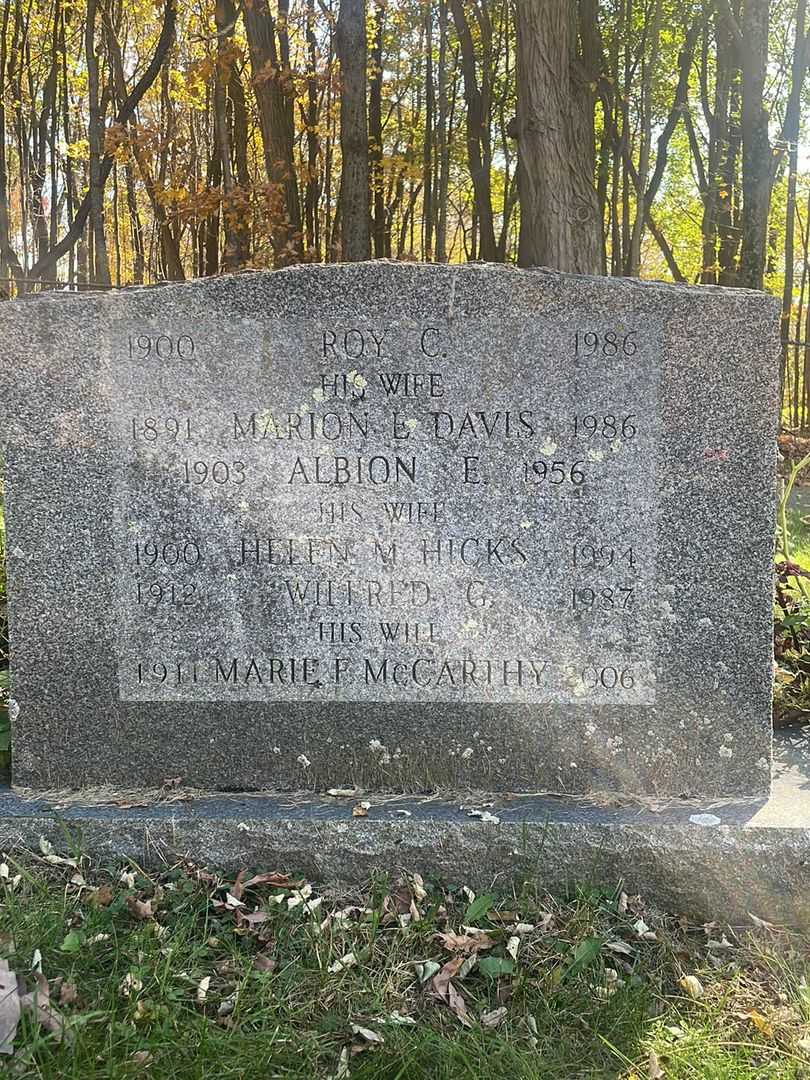 1900 ROY C. 1986
HIS WIFE
1891 MARION E. DAVIS 1986
1903 ALBION E. 1956
HIS WIFE
1900 HELEN M. HICKS 1994
1912 WILFRED G. 1987
HIS WIFE
1911 MARIE F. McCARTHY 2006